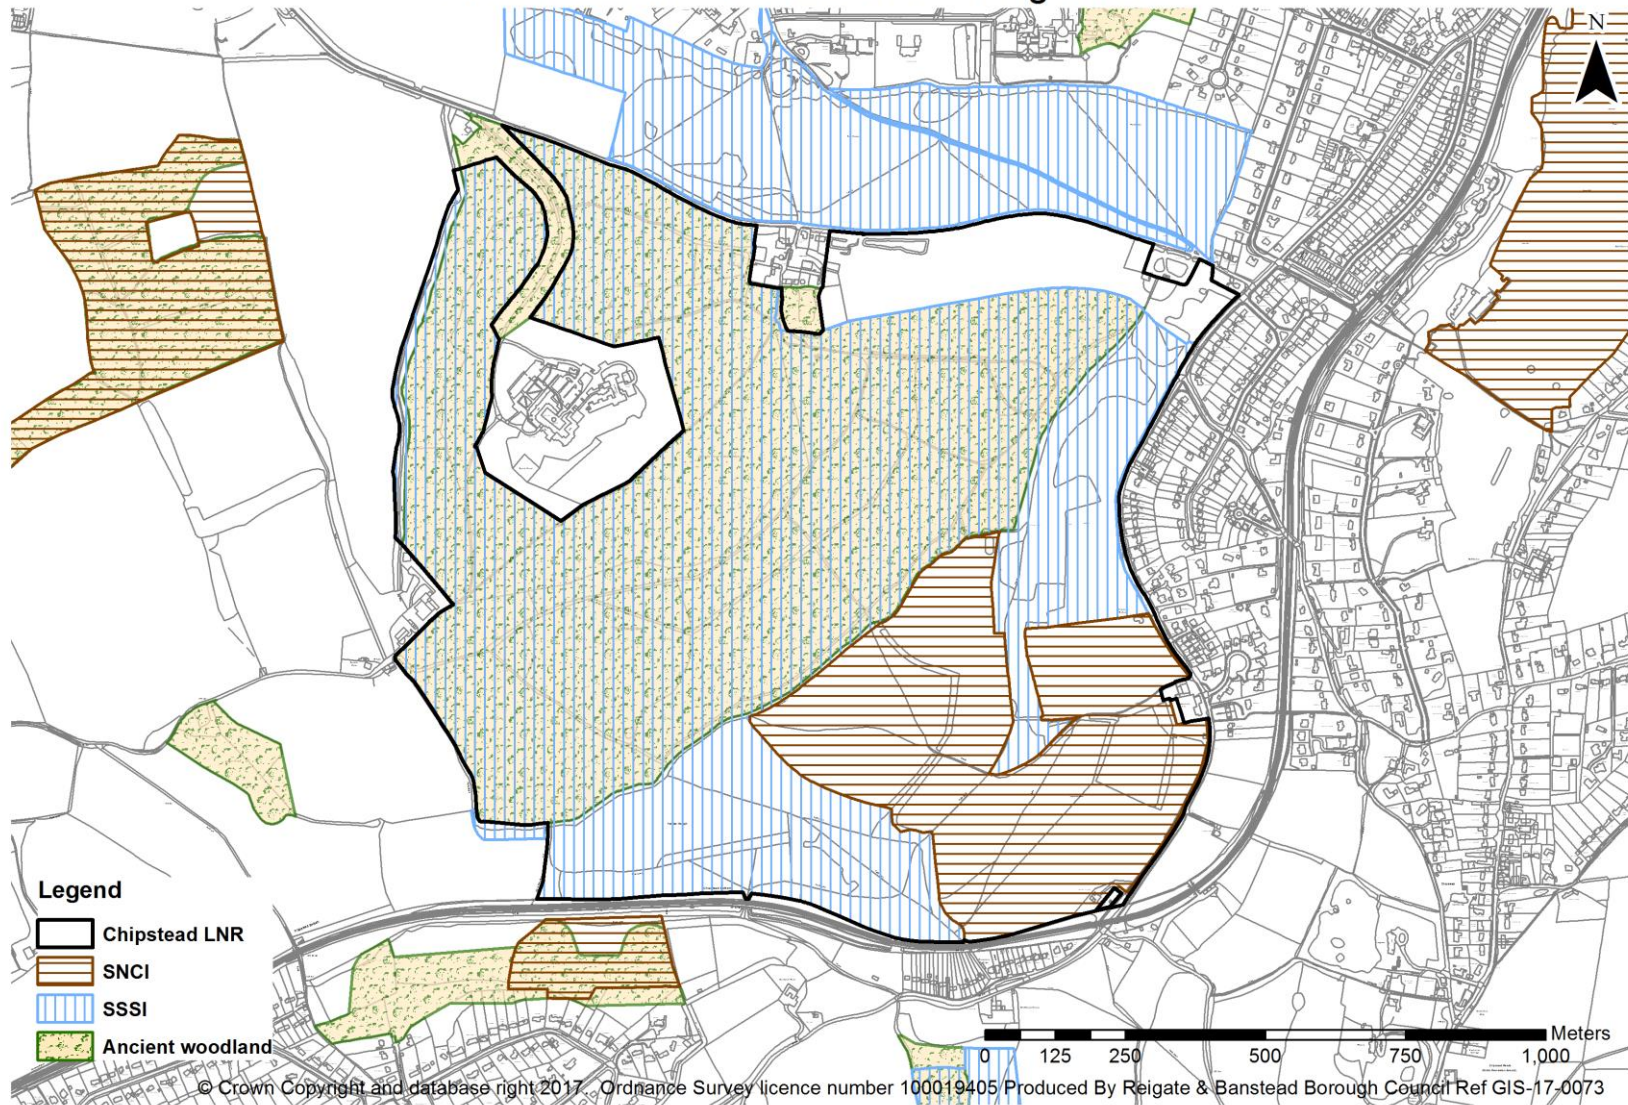 N
Legend
Chipstead LNR
SNCI
SSSI
Ancient woodland
Meters
0 125 250 500 750 1,000
© Crown Copyright and database right 2017. Ordnance Survey licence number 100019405 Produced By Reigate & Banstead Borough Council Ref GIS-17-0073